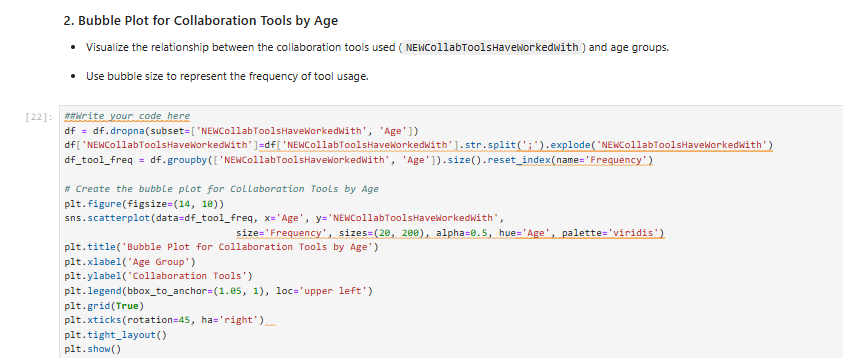 2. Bubble Plot for Collaboration Tools by Age
• Visualize the relationship between the collaboration tools used ( NEWCollabToolsHaveWorkedWith ) and age groups.
• Use bubble size to represent the frequency of tool usage.
[22]: ##Write your code here
df = df.dropna(subset=['NEWCollabToolsHaveWorkedWith', 'Age'])
df['NEWCollabToolsHaveWorkedWith']=df['NEWCollabToolsHaveWorkedWith'].str.split(';').explode('NEWCollabToolsHaveWorkedWith')
df_tool_freq = df.groupby(['NEWCollabToolsHaveWorkedWith', 'Age']).size().reset_index(name='Frequency')
# Create the bubble plot for Collaboration Tools by Age
plt.figure(figsize=(14, 10))
sns.scatterplot(data=df_tool_freq, x='Age', y='NEWCollabToolsHaveWorkedWith',
size='Frequency', sizes=(20, 200), alpha=0.5, hue='Age', palette='viridis')
plt.title('Bubble Plot for Collaboration Tools by Age')
plt.xlabel('Age Group')
plt.ylabel('Collaboration Tools')
plt.legend(bbox_to_anchor=(1.05, 1), loc='upper left')
plt.grid(True)
plt.xticks(rotation=45, ha='right')
plt.tight_layout()
plt.show()